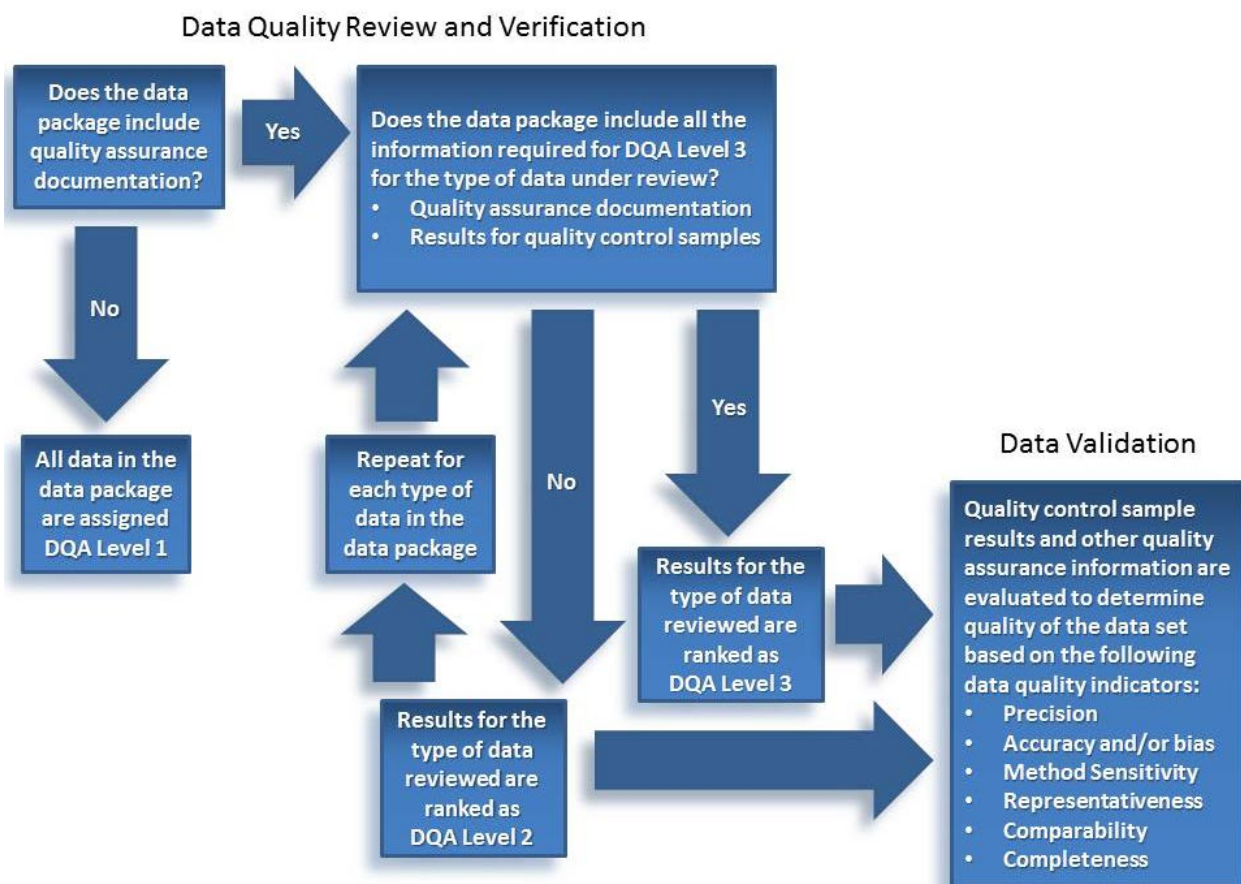 Data Quality Review and Verification
Does the data
package include
quality assurance
documentation?
Yes
Does the data package include all the
information required for DQA Level 3
for the type of data under review?
• Quality assurance documentation
• Results for quality control samples
No
All data in the
data package
are assigned
DQA Level 1
Repeat for
each type of
data in the
data package
No
Yes
Results for the
type of data
reviewed are
ranked as
DQA Level 3
Results for the
type of data
reviewed are
ranked as
DQA Level 2
Data Validation
Quality control sample
results and other quality
assurance information are
evaluated to determine
quality of the data set
based on the following
data quality indicators:
• Precision
• Accuracy and/or bias
• Method Sensitivity
• Representativeness
• Comparability
• Completeness